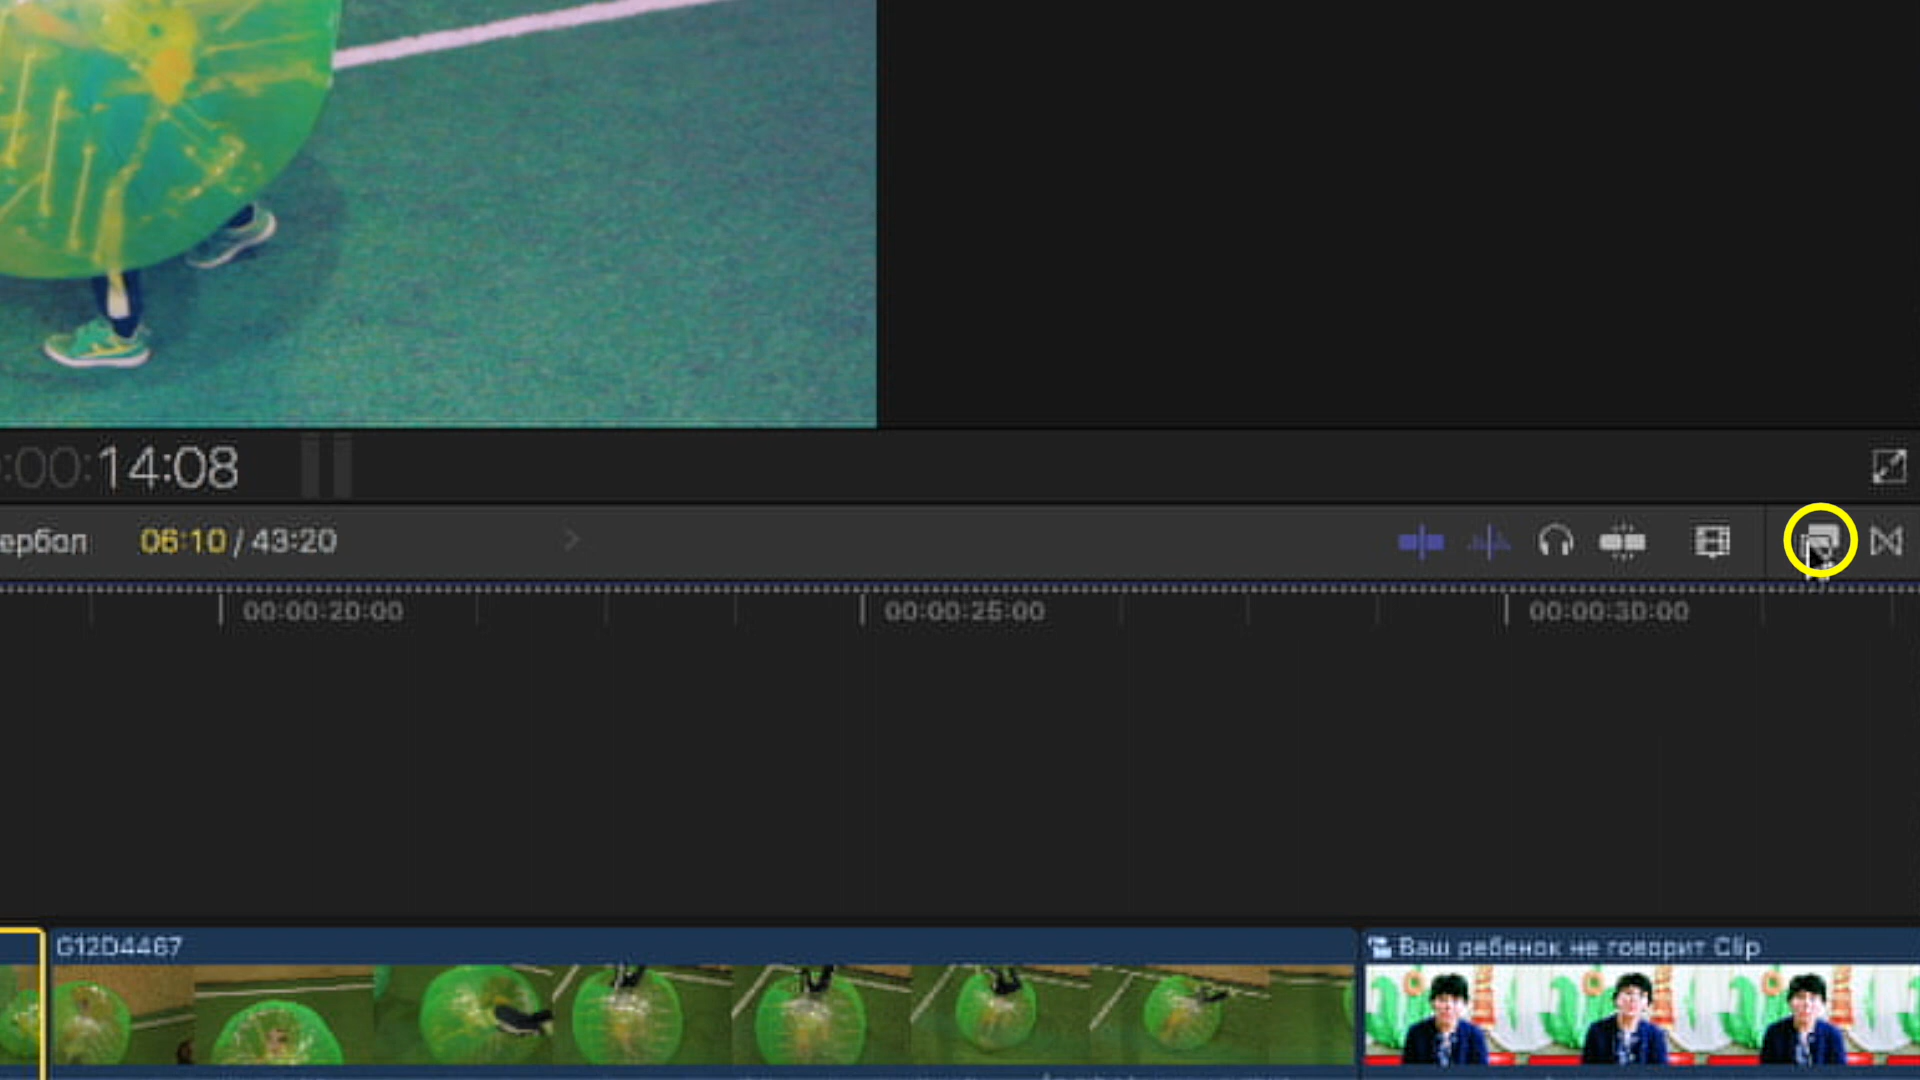 :00:14:08
ербол 06:10 / 43:20
00:00:20:00 00:00:25:00 00:00:30:00
G12D4467 Ваш ребенок не говорит Clip